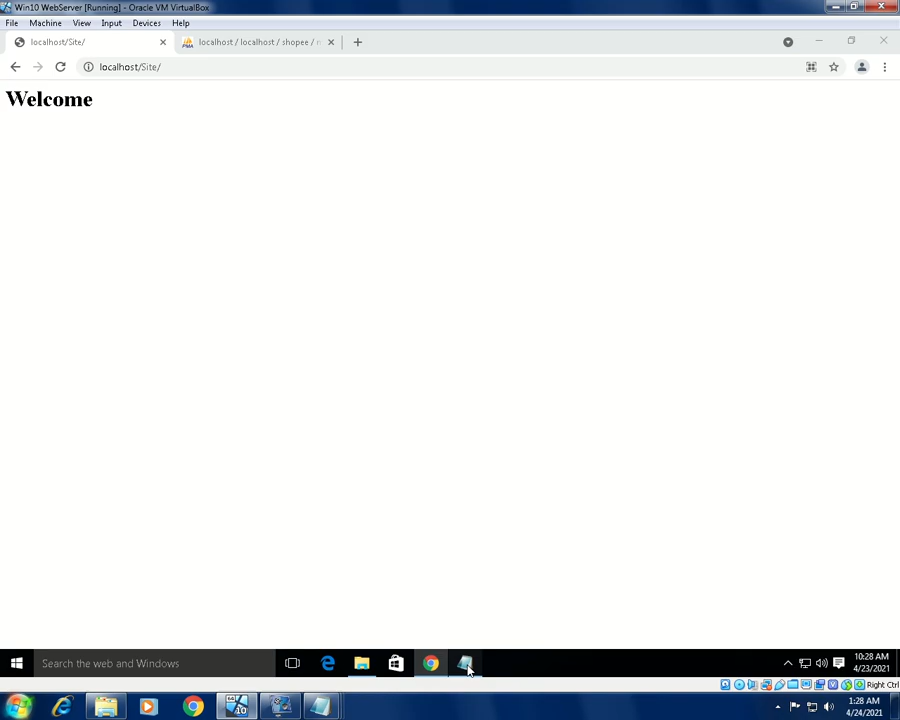 Win10 WebServer [Running] - Oracle VM VirtualBox
File Machine View Input Devices Help
localhost/Site/
localhost / localhost / shopee /
localhost/Site/
Welcome
Search the web and Windows
10:28 AM
4/23/2021
Right Ctrl
1:28 AM
4/24/2021